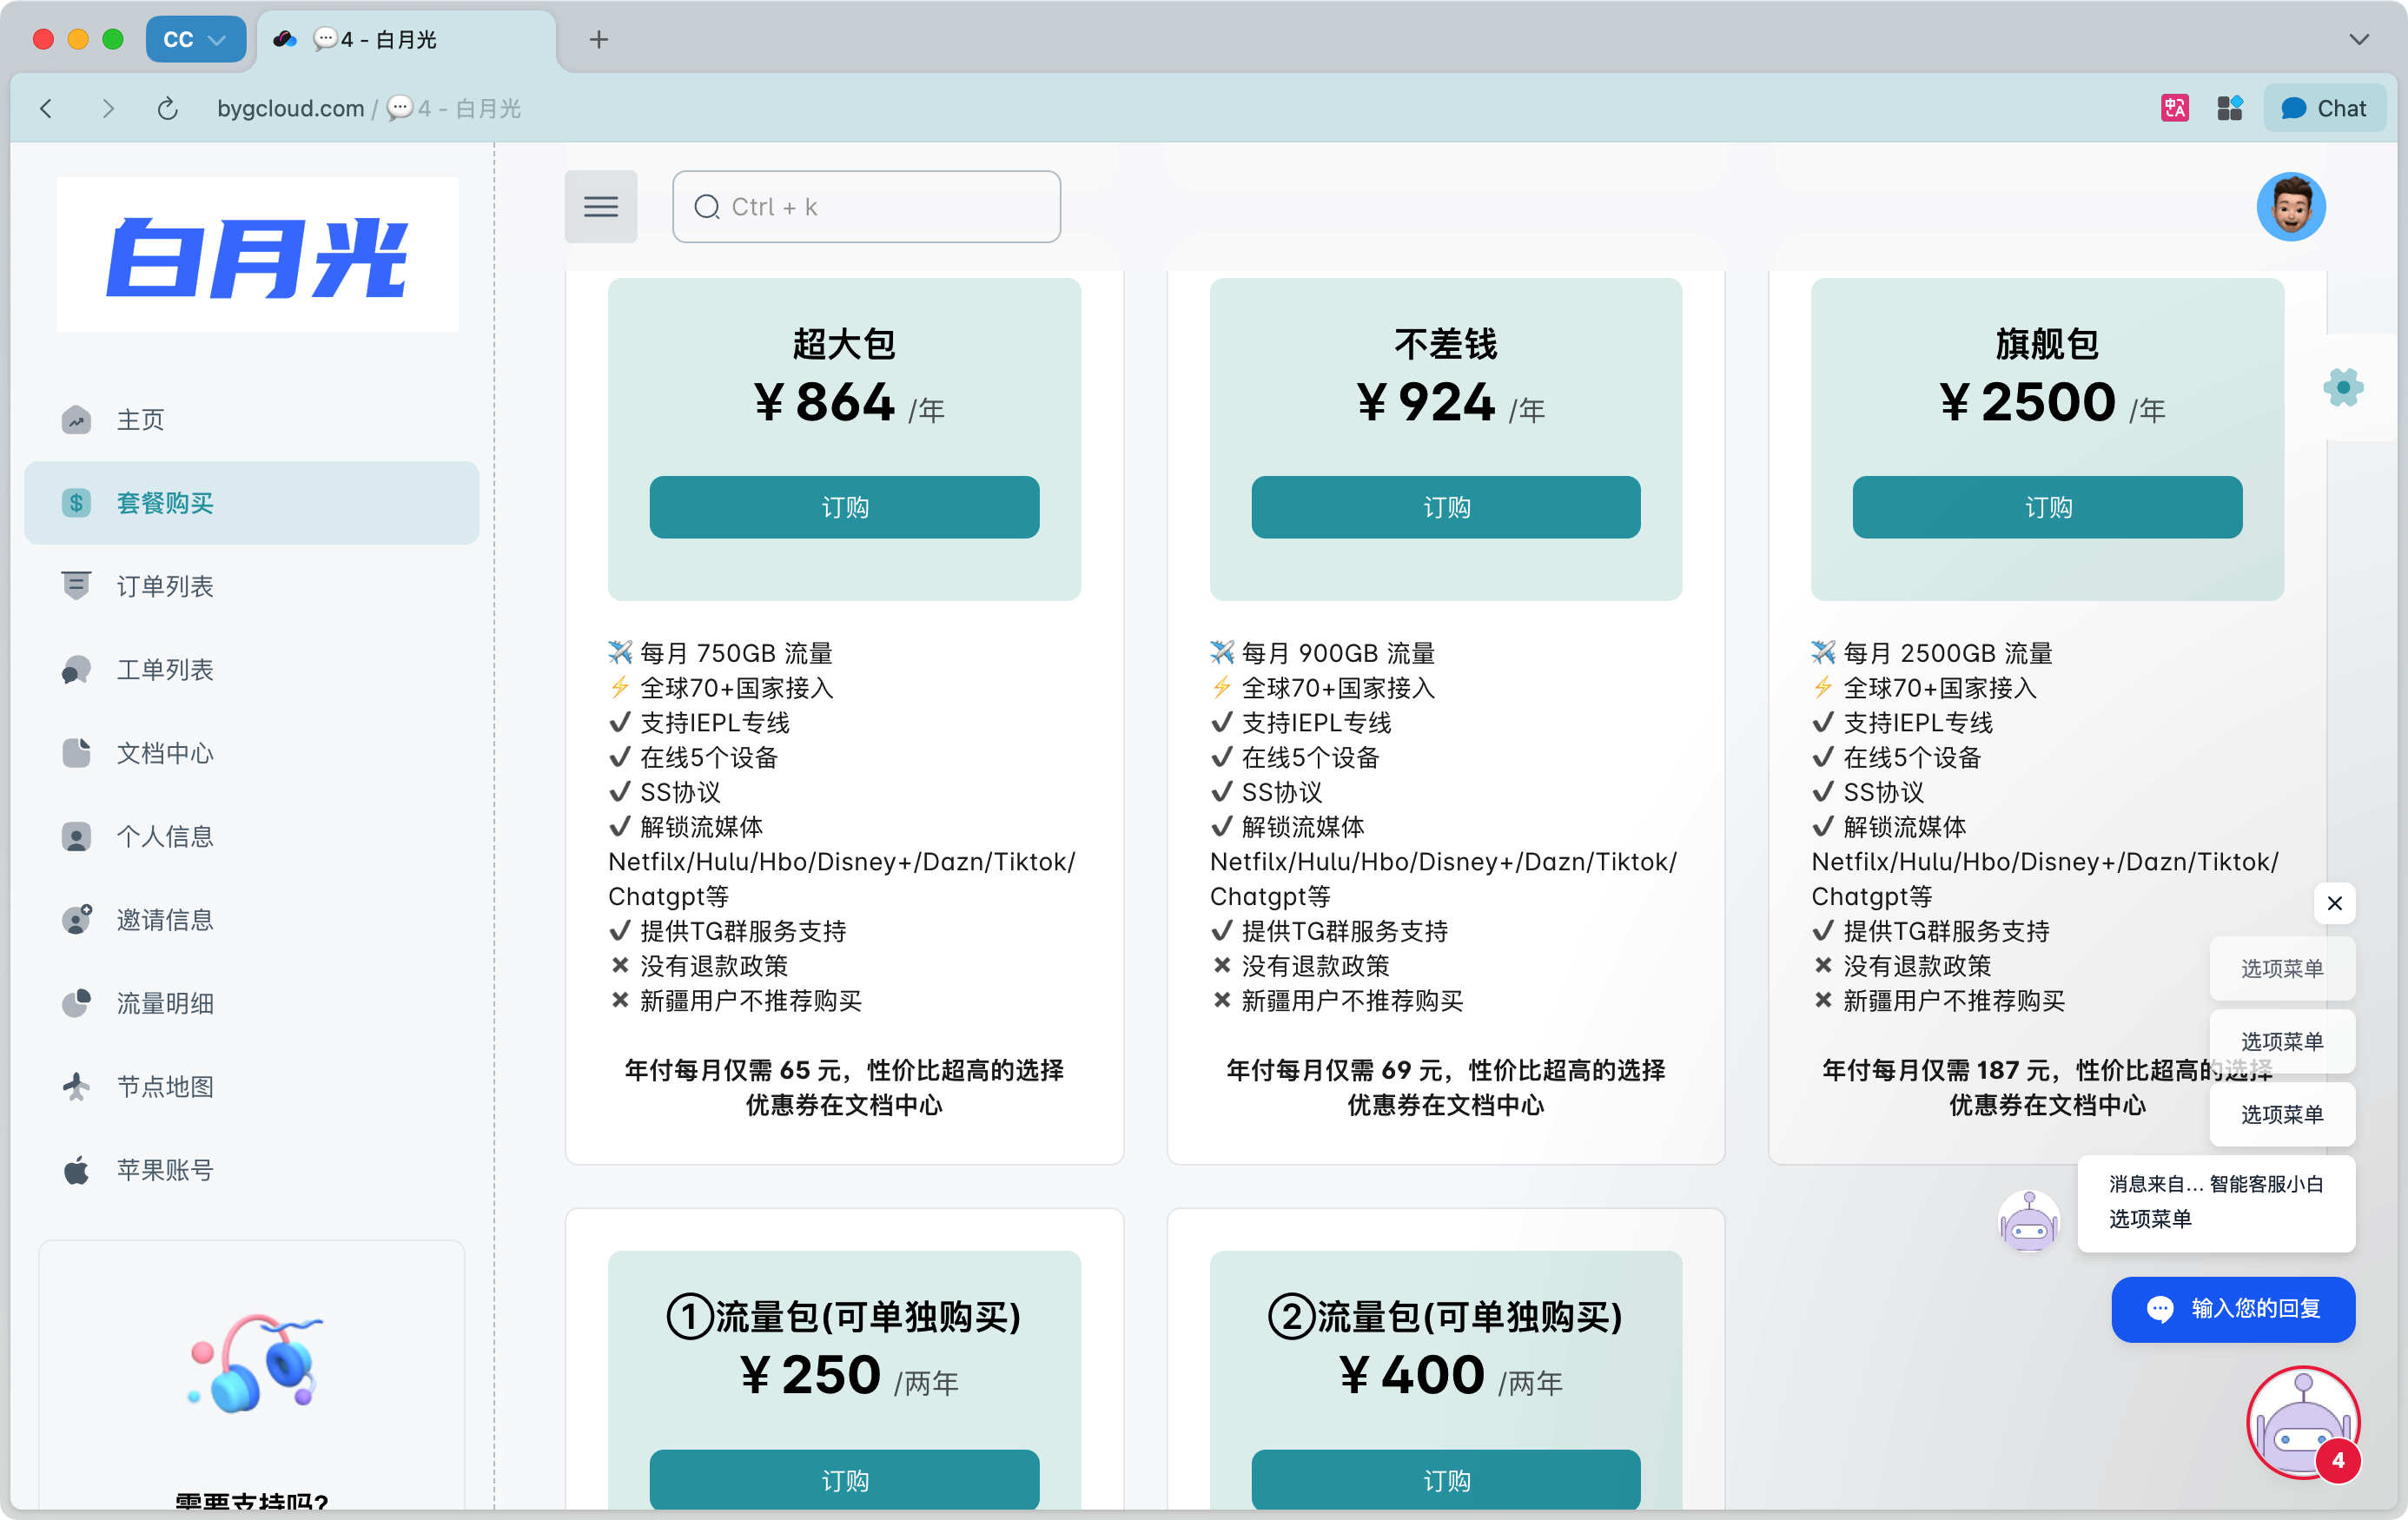 CC
💬4 - 白月光
bygcloud.com / 💬4 - 白月光
Chat
白月光
Ctrl + k
主页
套餐购买
订单列表
工单列表
文档中心
个人信息
邀请信息
流量明细
节点地图
苹果账号
需要支持吗?
超大包
¥864 /年
订购
✈️ 每月 750GB 流量
⚡ 全球70+国家接入
✔ 支持IEPL专线
✔ 在线5个设备
✔ SS协议
✔ 解锁流媒体
Netfilx/Hulu/Hbo/Disney+/Dazn/Tiktok/
Chatgpt等
✔ 提供TG群服务支持
✖ 没有退款政策
✖ 新疆用户不推荐购买
年付每月仅需 65 元，性价比超高的选择
优惠券在文档中心
不差钱
¥924 /年
订购
✈️ 每月 900GB 流量
⚡ 全球70+国家接入
✔ 支持IEPL专线
✔ 在线5个设备
✔ SS协议
✔ 解锁流媒体
Netfilx/Hulu/Hbo/Disney+/Dazn/Tiktok/
Chatgpt等
✔ 提供TG群服务支持
✖ 没有退款政策
✖ 新疆用户不推荐购买
年付每月仅需 69 元，性价比超高的选择
优惠券在文档中心
旗舰包
¥2500 /年
订购
✈️ 每月 2500GB 流量
⚡ 全球70+国家接入
✔ 支持IEPL专线
✔ 在线5个设备
✔ SS协议
✔ 解锁流媒体
Netfilx/Hulu/Hbo/Disney+/Dazn/Tiktok/
Chatgpt等
✔ 提供TG群服务支持
✖ 没有退款政策
✖ 新疆用户不推荐购买
年付每月仅需 187 元，性价比超高的选择
优惠券在文档中心
①流量包(可单独购买)
¥250 /两年
订购
②流量包(可单独购买)
¥400 /两年
订购
选项菜单
选项菜单
选项菜单
消息来自... 智能客服小白
选项菜单
输入您的回复
4